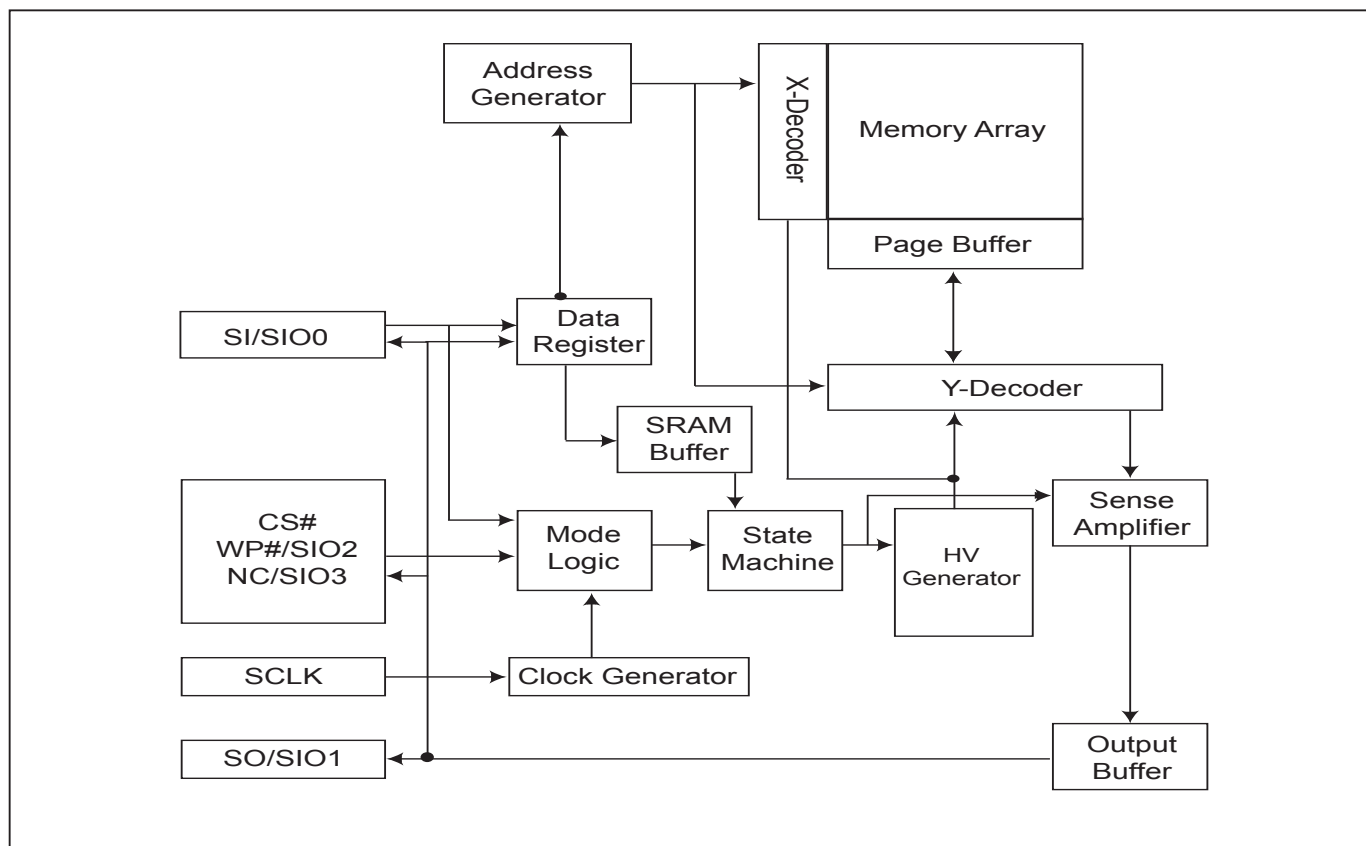 Address
Generator
X-Decoder
Memory Array
Page Buffer
SI/SIO0
Data
Register
Y-Decoder
SRAM
Buffer
CS#
WP#/SIO2
NC/SIO3
Mode
Logic
State
Machine
HV
Generator
Sense
Amplifier
SCLK
Clock Generator
SO/SIO1
Output
Buffer